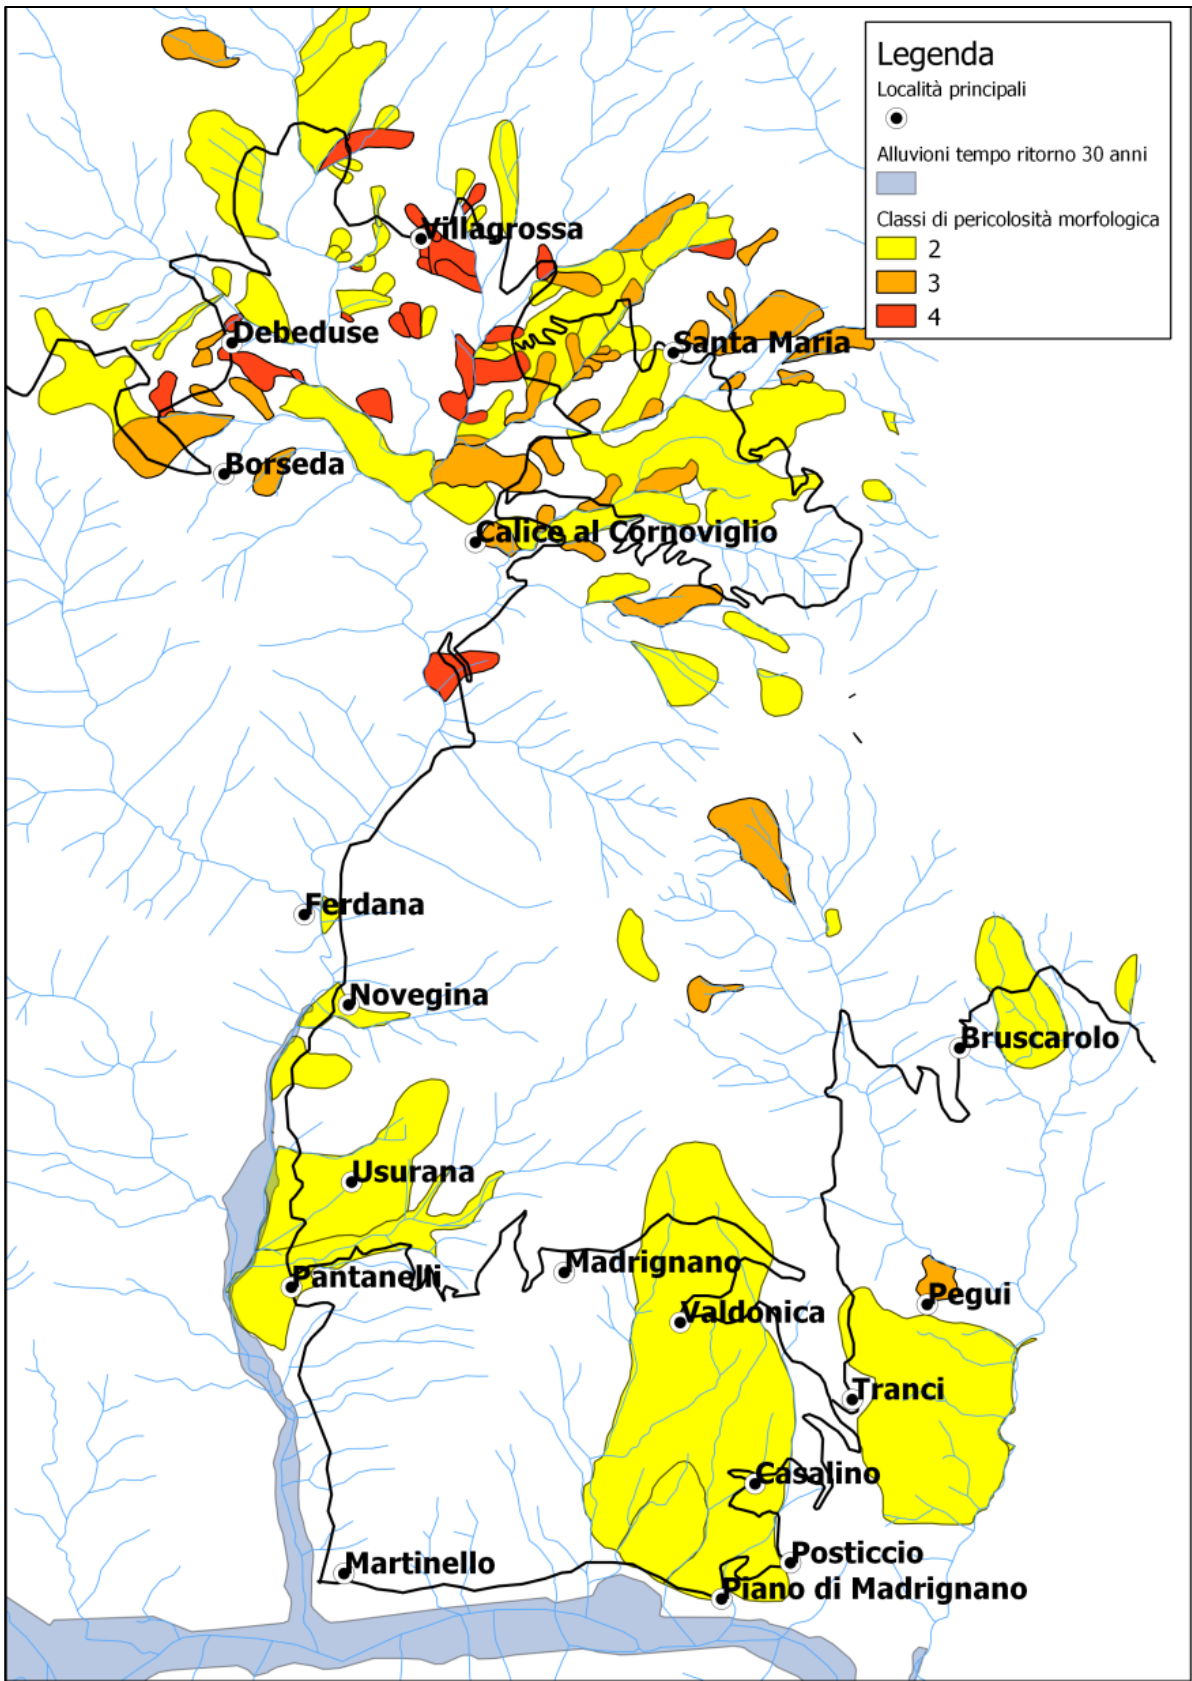 Legenda
Località principali
Alluvioni tempo ritorno 30 anni
Classi di pericolosità morfologica
2
3
4
Villagrossa
Debeduse
Santa Maria
Borseda
Calice al Cornoviglio
Ferdana
Novegina
Bruscarolo
Usurana
Madrignano
Pantanelli
Pegui
Valdonica
Tranci
Casalino
Posticcio
Martinello
Piano di Madrignano